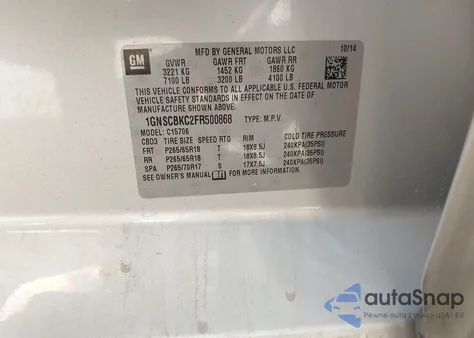 GM
MFD BY GENERAL MOTORS LLC 10/14
GVWR GAWR FRT GAWR RR
3221 KG 1452 KG 1860 KG
7100 LB 3200 LB 4100 LB
THIS VEHICLE CONFORMS TO ALL APPLICABLE U.S. FEDERAL MOTOR
VEHICLE SAFETY STANDARDS IN EFFECT ON THE DATE OF
MANUFACTURE SHOWN ABOVE.
1GNSCBKC2FR500868 TYPE: M.P.V.
MODEL: C15706
CBD3 TIRE SIZE SPEED RTG RIM COLD TIRE PRESSURE
FRT P265/65R18 T 18X8.5J 240KPA(35PSI)
RR P265/65R18 T 18X8.5J 240KPA(35PSI)
SPA P265/70R17 S 17X7.5J 240KPA(35PSI)
SEE OWNER'S MANUAL FOR MORE INFORMATION.
autoSnap
Pewne auta z USA i EU